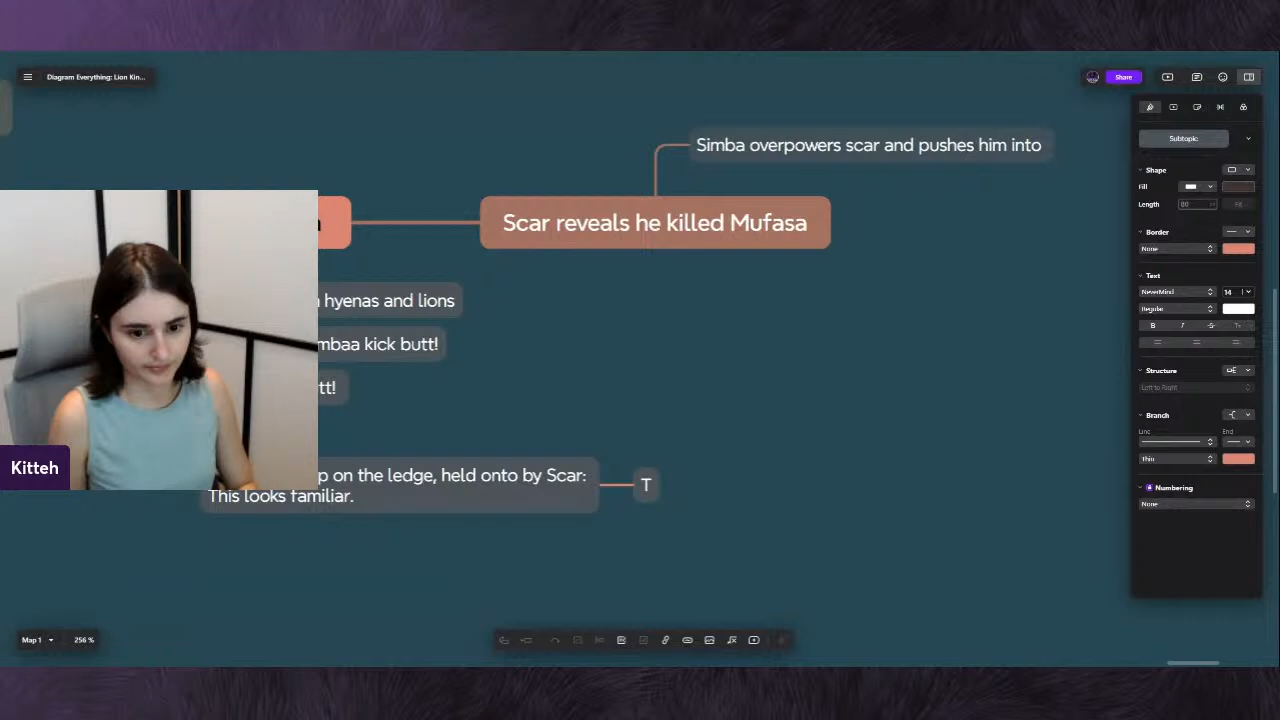 Diagram Everything: Lion Kin...
Share
Simba overpowers scar and pushes him into
Subtopic
Shape
Fill
Length
80
Scar reveals he killed Mufasa
Border
None
Text
hyenas and lions
NeverMind
14
Regular
B I S Tx
mbaa kick butt!
Structure
Left to Right
tt!
Branch
Line
End
Thin
Kitteh
p on the ledge, held onto by Scar:
This looks familiar.
T
Numbering
None
Map 1
256 %